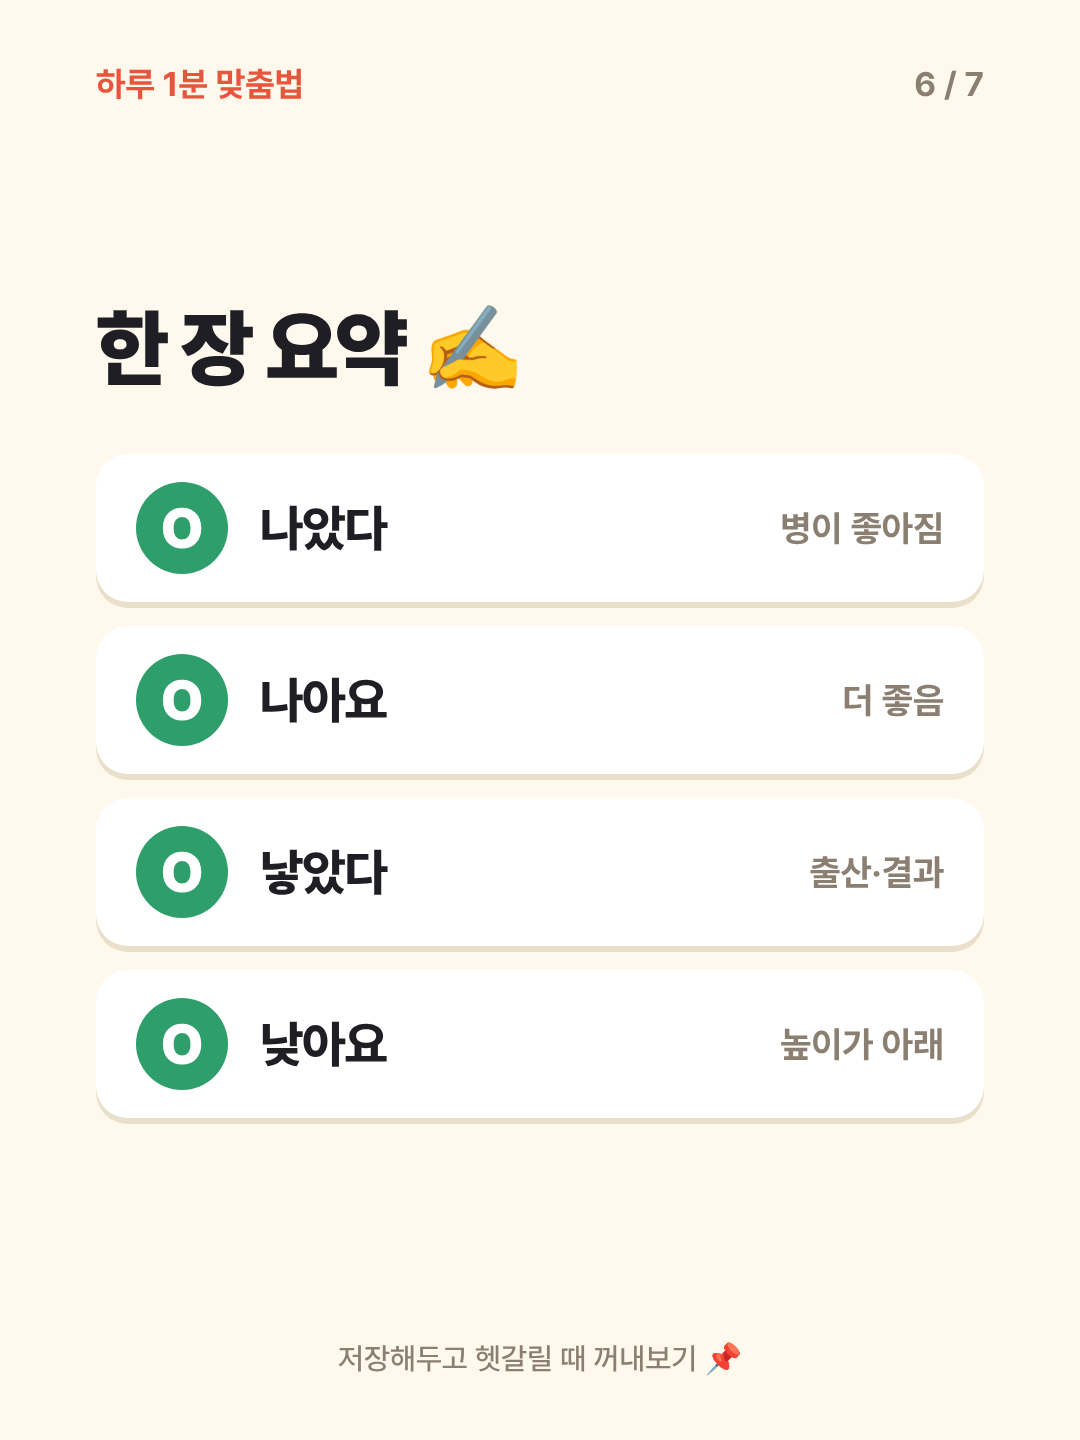 하루 1분 맞춤법
6 / 7
한 장 요약 ✍️
O 나았다 병이 좋아짐
O 나아요 더 좋음
O 낳았다 출산·결과
O 낮아요 높이가 아래
저장해두고 헷갈릴 때 꺼내보기 📌